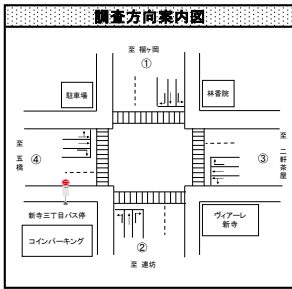 調査方向案内図
至 榴ヶ岡
①
駐車場
林香院
至 五橋
④
③
至 二軒茶屋
新寺三丁目バス停
コインパーキング
ヴィアーレ
新寺
②
至 連坊